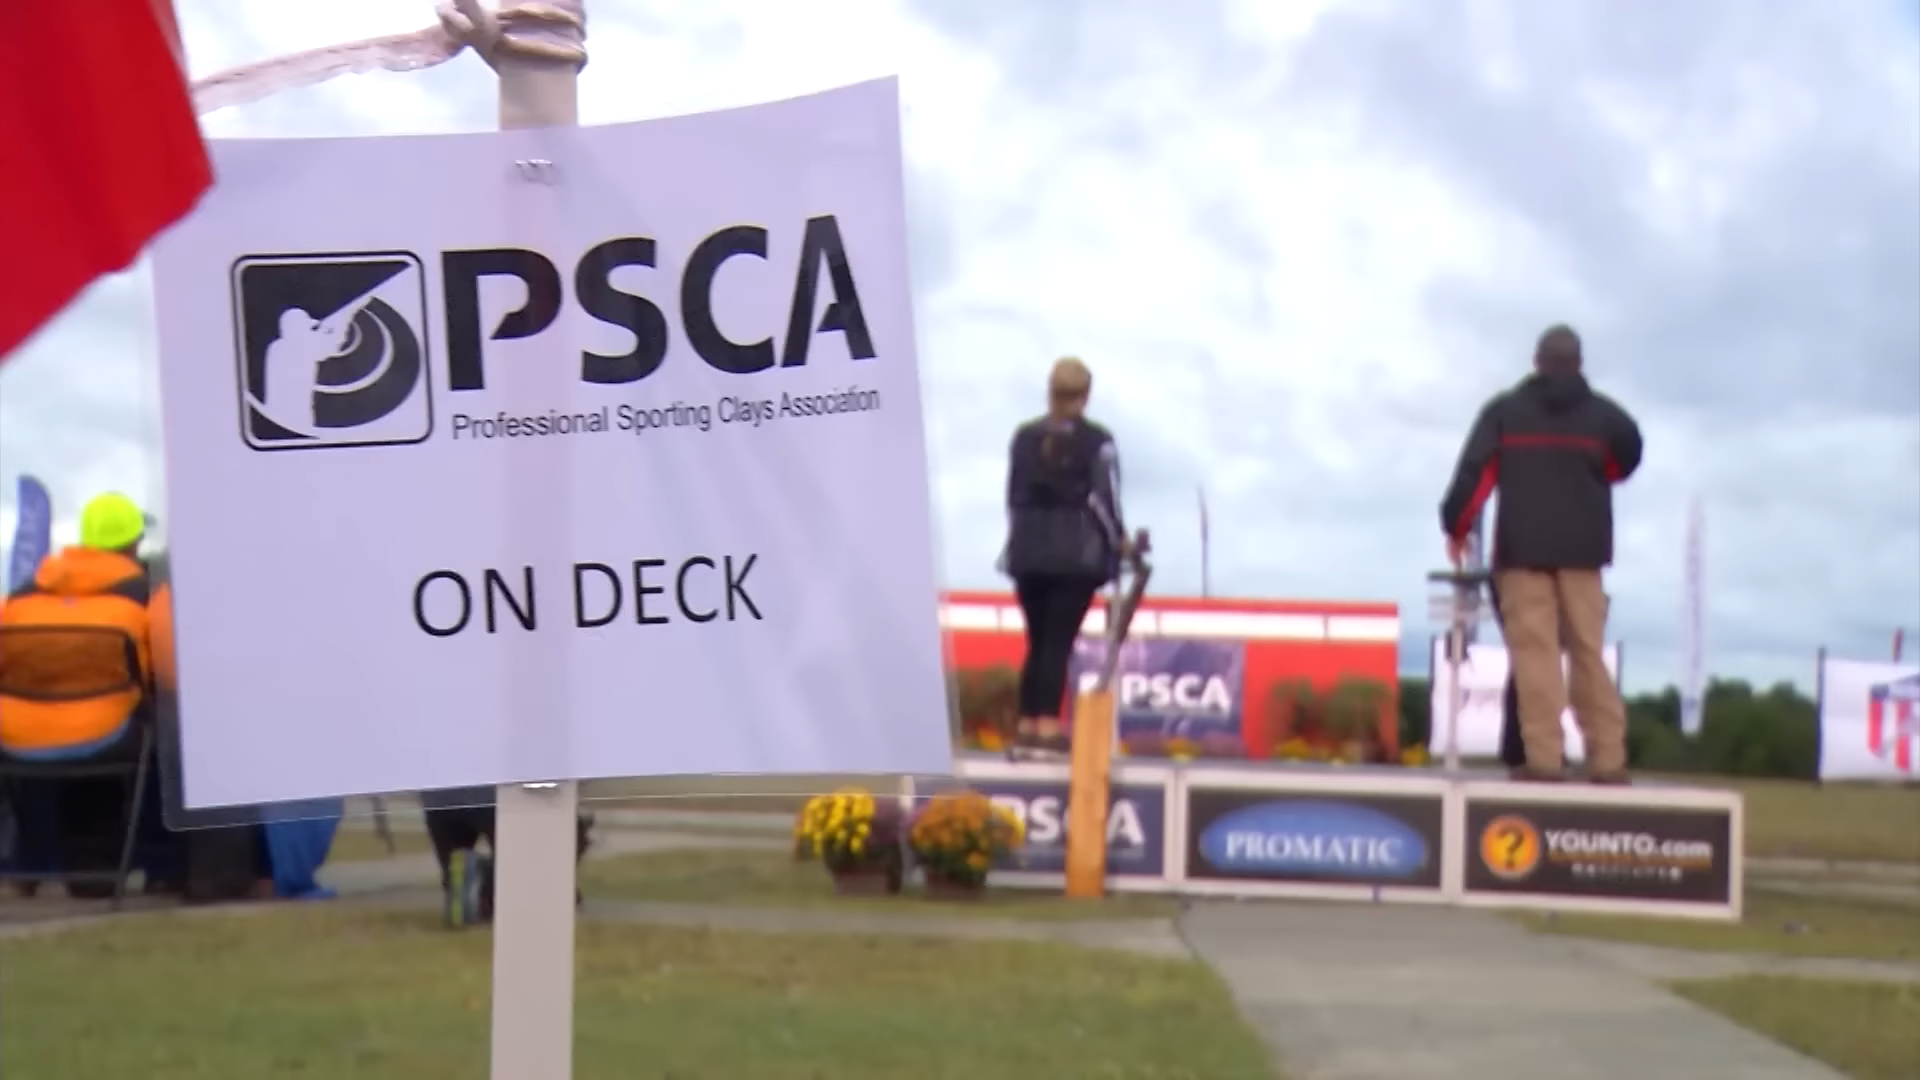 PSCA
Professional Sporting Clays Association
ON DECK
PSCA
PSCA
PROMATIC
? YOUNTO.com